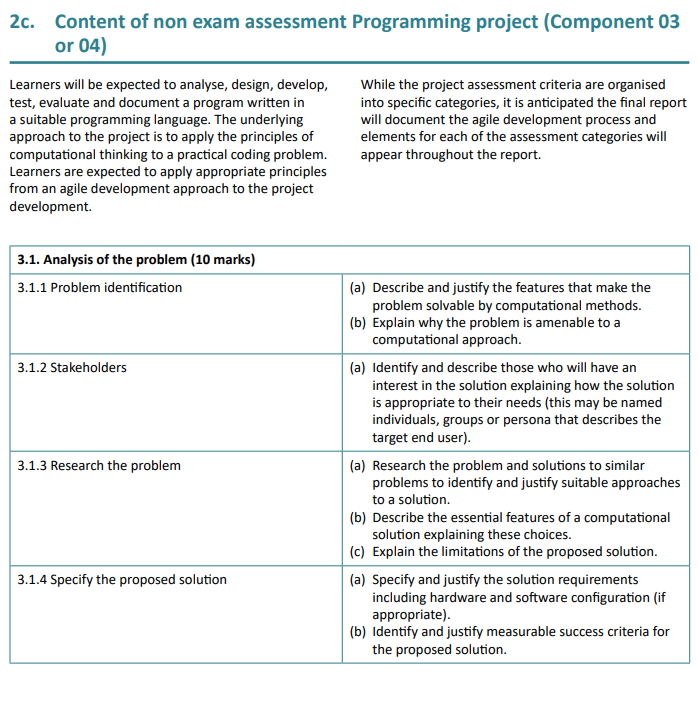 2c. Content of non exam assessment Programming project (Component 03
or 04)
Learners will be expected to analyse, design, develop,
test, evaluate and document a program written in
a suitable programming language. The underlying
approach to the project is to apply the principles of
computational thinking to a practical coding problem.
Learners are expected to apply appropriate principles
from an agile development approach to the project
development.
While the project assessment criteria are organised
into specific categories, it is anticipated the final report
will document the agile development process and
elements for each of the assessment categories will
appear throughout the report.
3.1. Analysis of the problem (10 marks)
3.1.1 Problem identification
(a) Describe and justify the features that make the
problem solvable by computational methods.
(b) Explain why the problem is amenable to a
computational approach.
3.1.2 Stakeholders
(a) Identify and describe those who will have an
interest in the solution explaining how the solution
is appropriate to their needs (this may be named
individuals, groups or persona that describes the
target end user).
3.1.3 Research the problem
(a) Research the problem and solutions to similar
problems to identify and justify suitable approaches
to a solution.
(b) Describe the essential features of a computational
solution explaining these choices.
(c) Explain the limitations of the proposed solution.
3.1.4 Specify the proposed solution
(a) Specify and justify the solution requirements
including hardware and software configuration (if
appropriate).
(b) Identify and justify measurable success criteria for
the proposed solution.